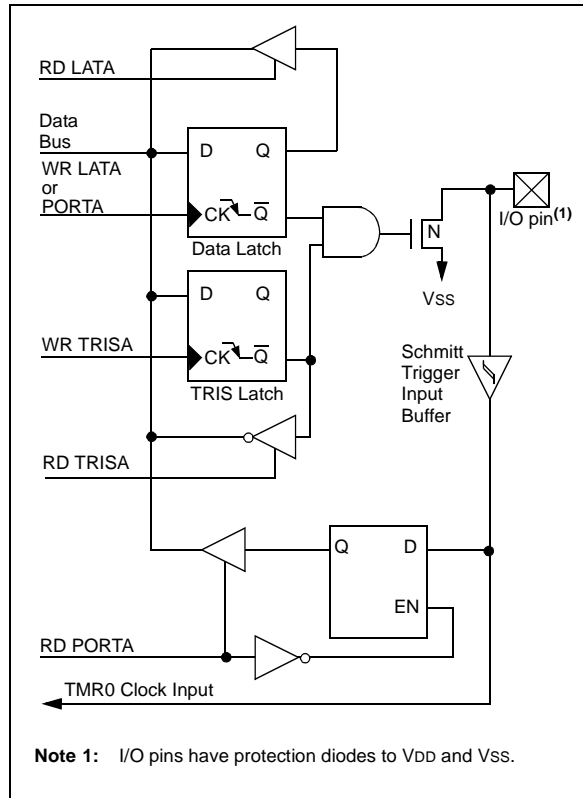 RD LATA
Data
Bus
WR LATA
or
PORTA
D Q
CK Q
Data Latch
N
I/O pin(1)
VSS
D Q
WR TRISA
CK Q
TRIS Latch
Schmitt
Trigger
Input
Buffer
RD TRISA
Q D
EN
RD PORTA
TMR0 Clock Input
Note 1: I/O pins have protection diodes to VDD and VSS.